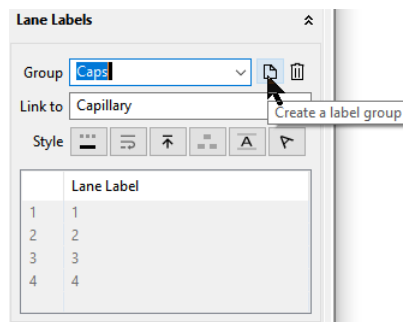 Lane Labels
Group Caps
Create a label group
Link to Capillary
Style A A
Lane Label
1 1
2 2
3 3
4 4